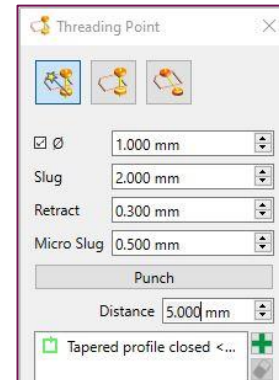 Threading Point
Ø 1.000 mm
Slug 2.000 mm
Retract 0.300 mm
Micro Slug 0.500 mm
Punch
Distance 5.000 mm
Tapered profile closed <...